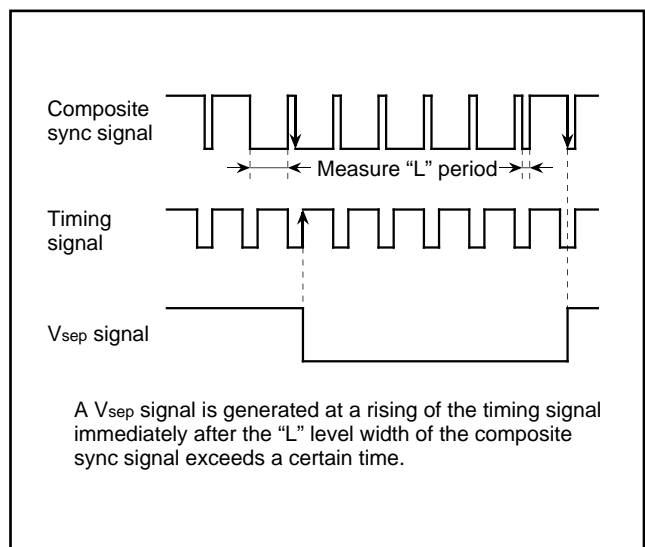 Composite
sync signal
Measure “L” period
Timing
signal
Vsep signal
A Vsep signal is generated at a rising of the timing signal
immediately after the “L” level width of the composite
sync signal exceeds a certain time.